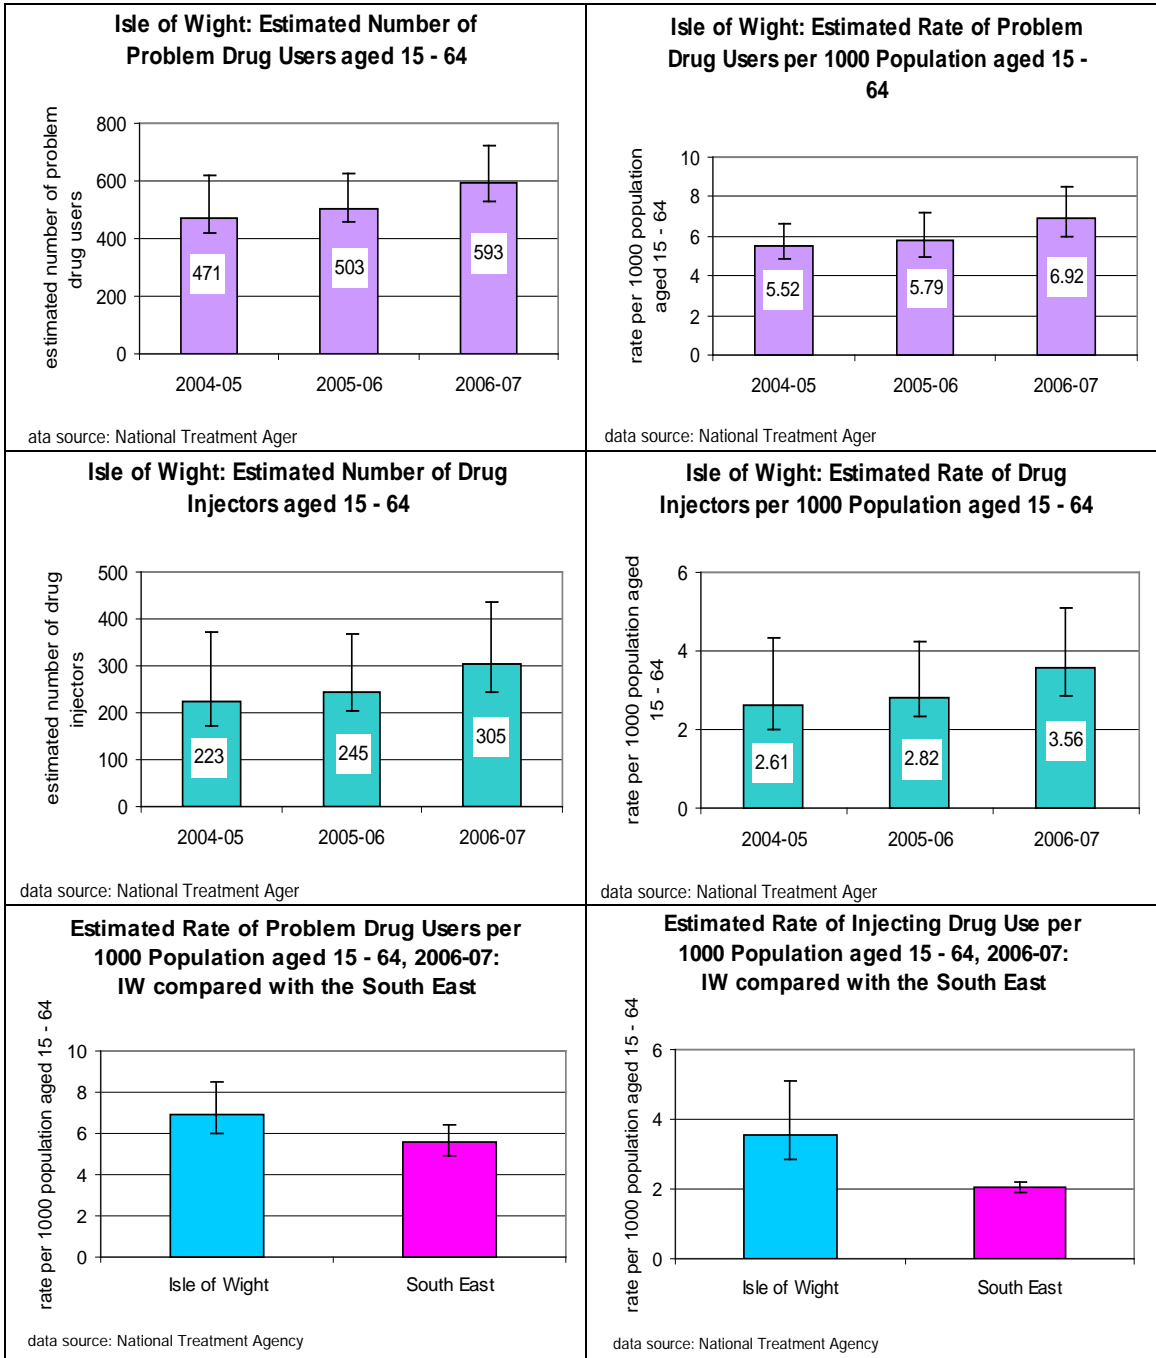 Isle of Wight: Estimated Number of
Problem Drug Users aged 15 - 64
estimated number of problem
drug users
800
600
400
200
0
471
503
593
2004-05
2005-06
2006-07
ata source: National Treatment Ager
Isle of Wight: Estimated Rate of Problem
Drug Users per 1000 Population aged 15 -
64
rate per 1000 population
aged 15 - 64
10
8
6
4
2
0
5.52
5.79
6.92
2004-05
2005-06
2006-07
data source: National Treatment Ager
Isle of Wight: Estimated Number of Drug
Injectors aged 15 - 64
estimated number of drug
injectors
500
400
300
200
100
0
223
245
305
2004-05
2005-06
2006-07
data source: National Treatment Ager
Isle of Wight: Estimated Rate of Drug
Injectors per 1000 Population aged 15 - 64
rate per 1000 population aged
15 - 64
6
4
2
0
2.61
2.82
3.56
2004-05
2005-06
2006-07
data source: National Treatment Ager
Estimated Rate of Problem Drug Users per
1000 Population aged 15 - 64, 2006-07:
IW compared with the South East
rate per 1000 population aged 15 - 64
10
8
6
4
2
0
Isle of Wight
South East
data source: National Treatment Agency
Estimated Rate of Injecting Drug Use per
1000 Population aged 15 - 64, 2006-07:
IW compared with the South East
rate per 1000 population aged 15 - 64
6
4
2
0
Isle of Wight
South East
data source: National Treatment Agency